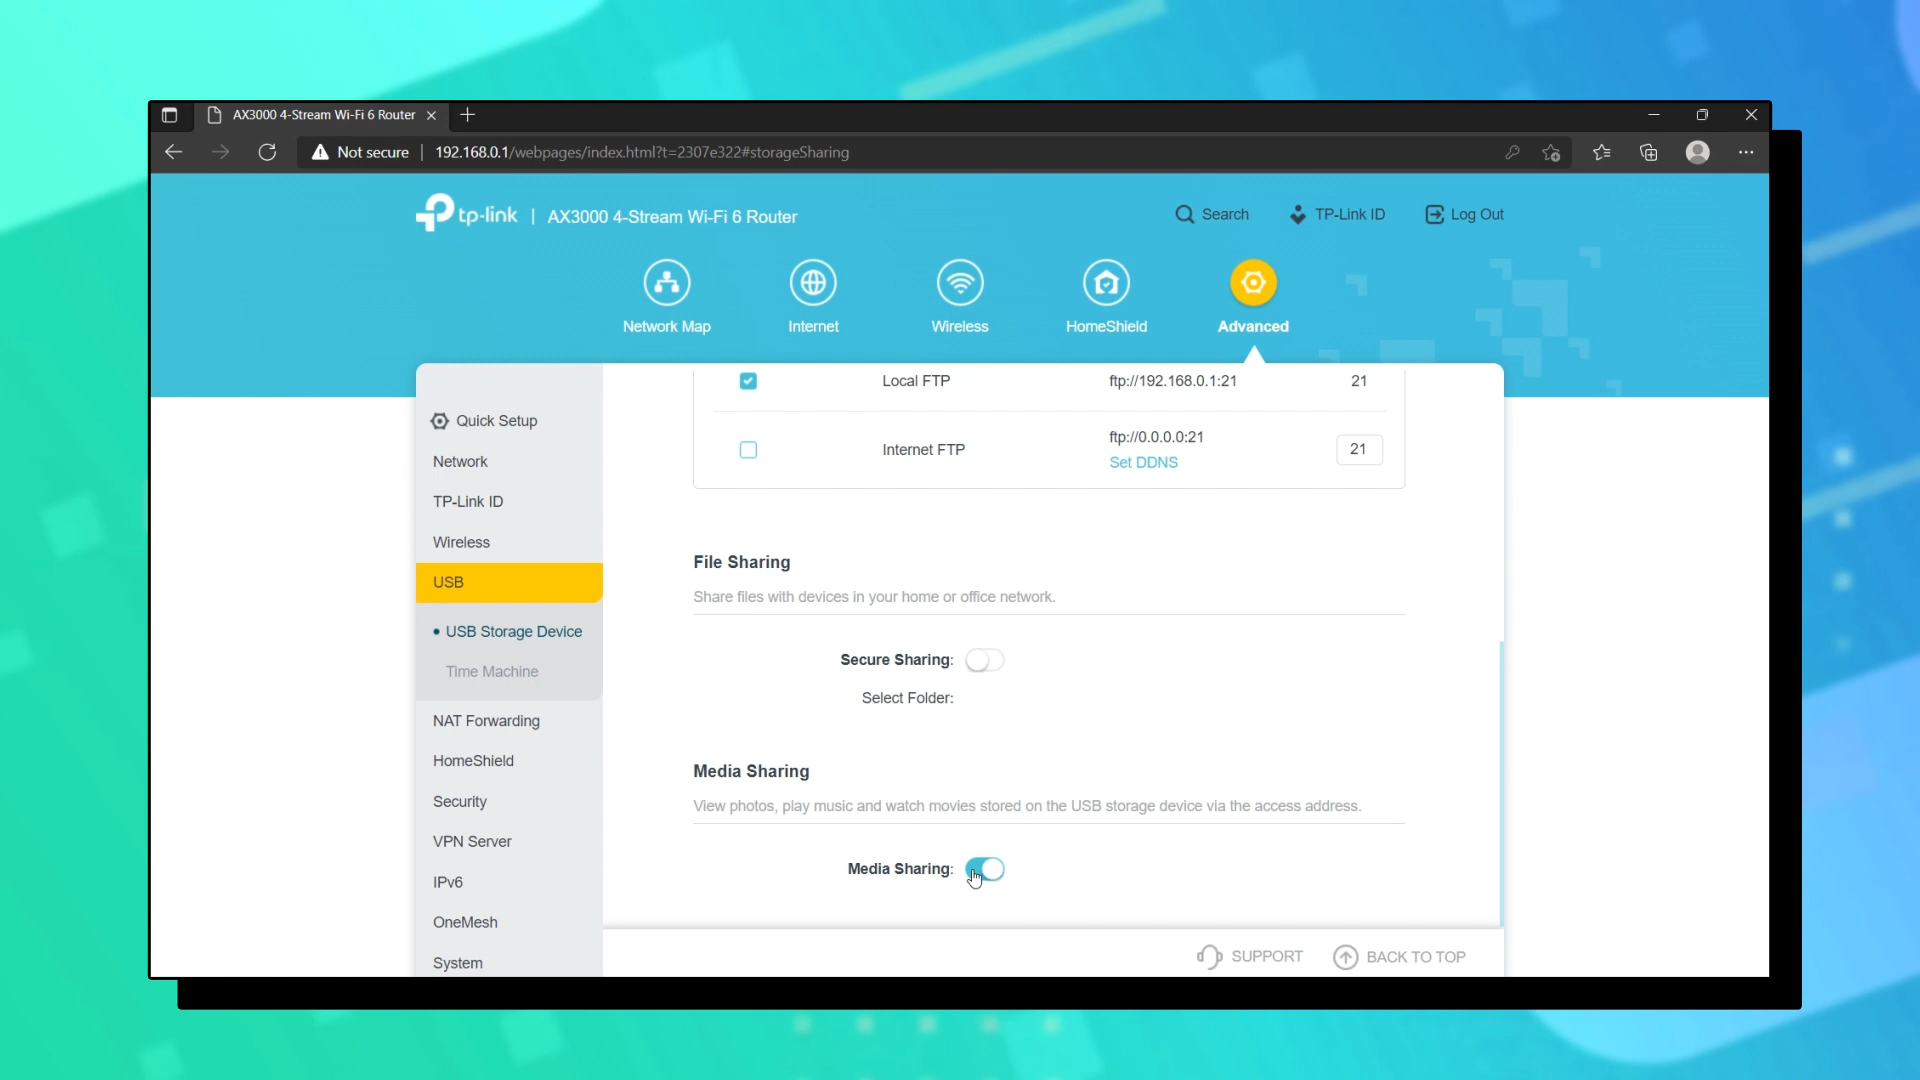 AX3000 4-Stream Wi-Fi 6 Router
Not secure | 192.168.0.1/webpages/index.html?t=2307e322#storageSharing
tp-link | AX3000 4-Stream Wi-Fi 6 Router
Search
TP-Link ID
Log Out
Network Map
Internet
Wireless
HomeShield
Advanced
Quick Setup
Network
TP-Link ID
Wireless
USB
• USB Storage Device
Time Machine
NAT Forwarding
HomeShield
Security
VPN Server
IPv6
OneMesh
System
Local FTP ftp://192.168.0.1:21 21
Internet FTP ftp://0.0.0.0:21 21
Set DDNS
File Sharing
Share files with devices in your home or office network.
Secure Sharing:
Select Folder:
Media Sharing
View photos, play music and watch movies stored on the USB storage device via the access address.
Media Sharing:
SUPPORT
BACK TO TOP